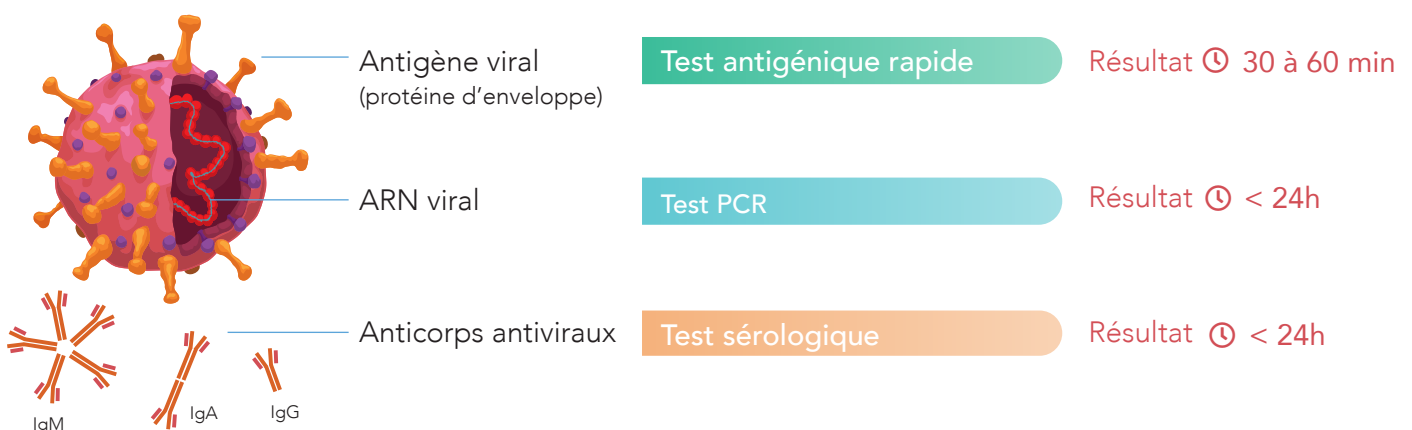 Antigène viral
(protéine d'enveloppe)
Test antigénique rapide
Résultat 30 à 60 min
ARN viral
Test PCR
Résultat < 24h
Anticorps antiviraux
Test sérologique
Résultat < 24h
IgM
IgA
IgG